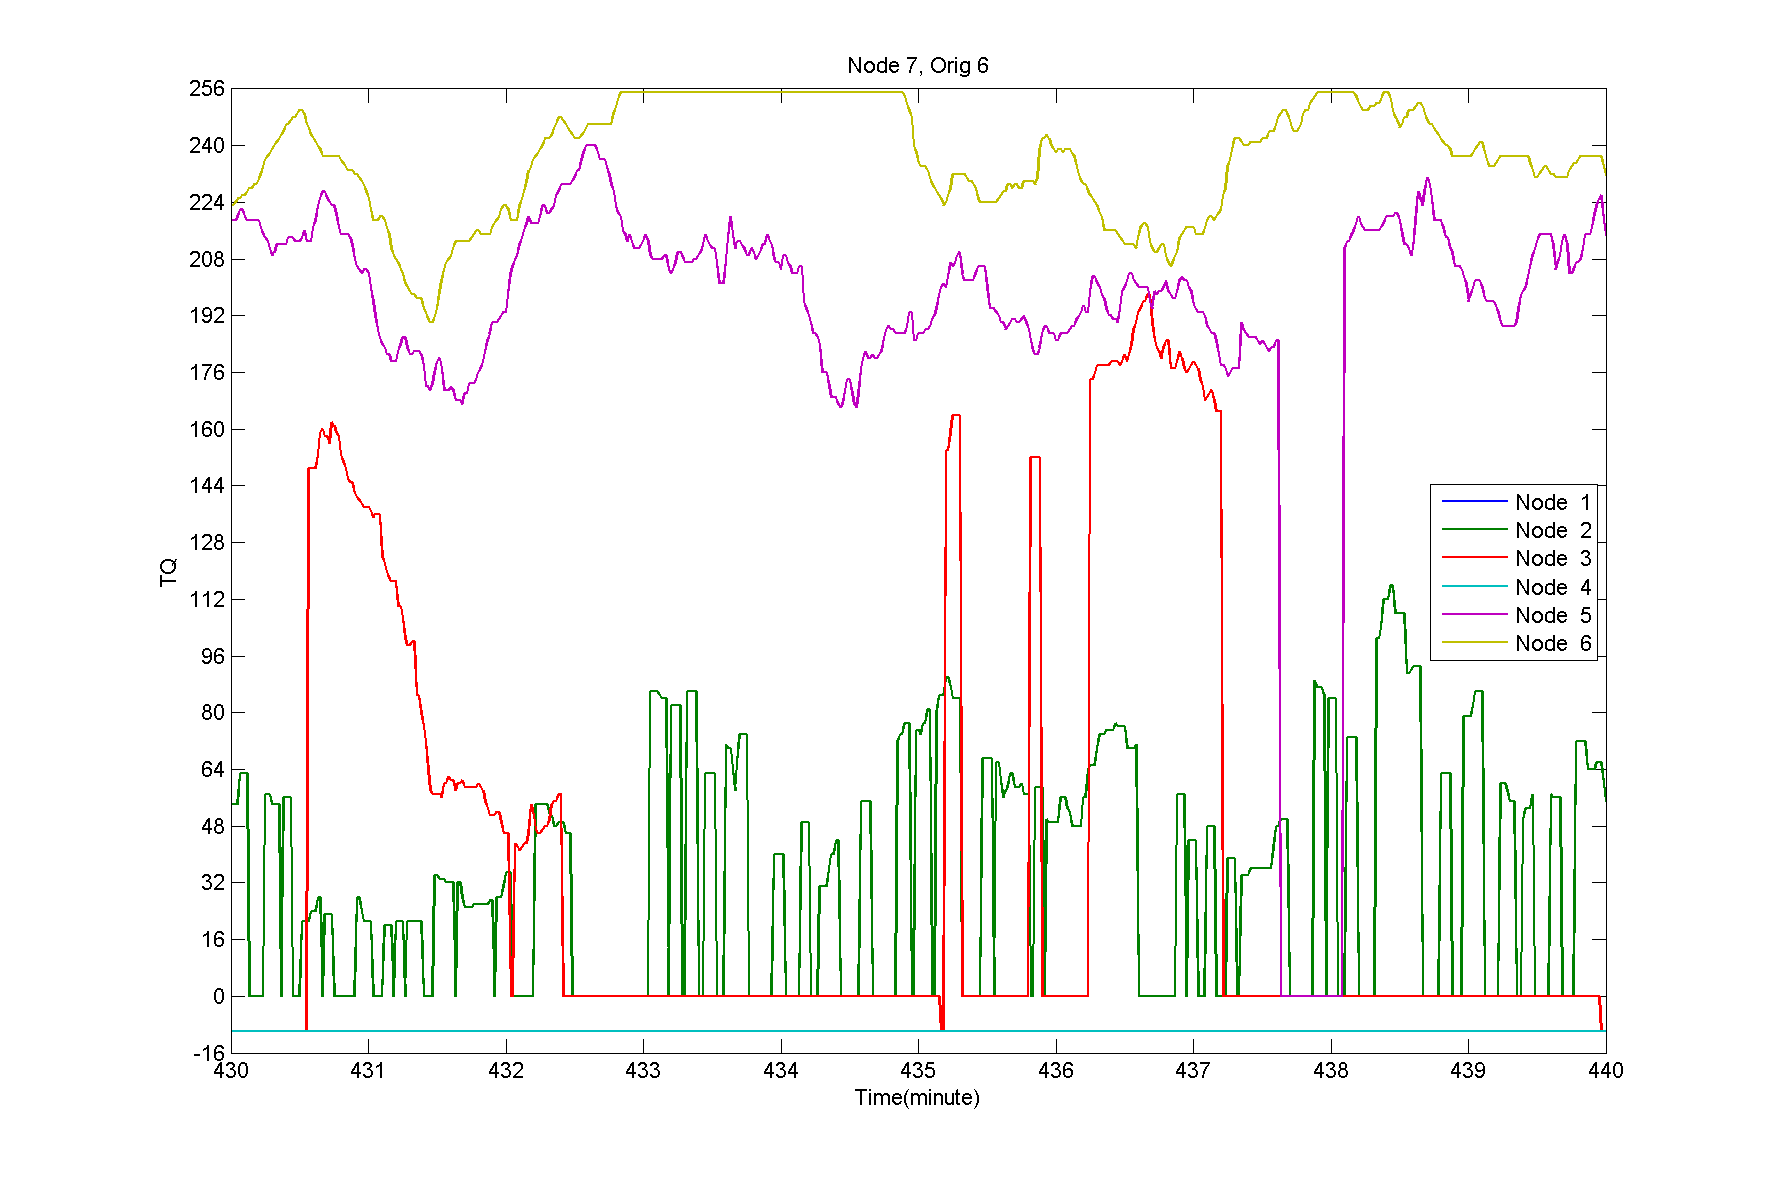 Node 7, Orig 6
256
240
224
208
192
176
160
144
128
112
96
80
64
48
32
16
0
-16
TQ
Node 1
Node 2
Node 3
Node 4
Node 5
Node 6
430 431 432 433 434 435 436 437 438 439 440
Time(minute)